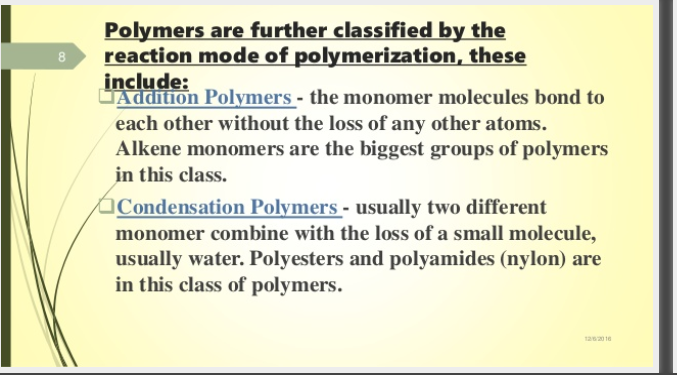 Polymers are further classified by the
8
reaction mode of polymerization, these
include:
Addition Polymers - the monomer molecules bond to
each other without the loss of any other atoms.
Alkene monomers are the biggest groups of polymers
in this class.
Condensation Polymers - usually two different
monomer combine with the loss of a small molecule,
usually water. Polyesters and polyamides (nylon) are
in this class of polymers.